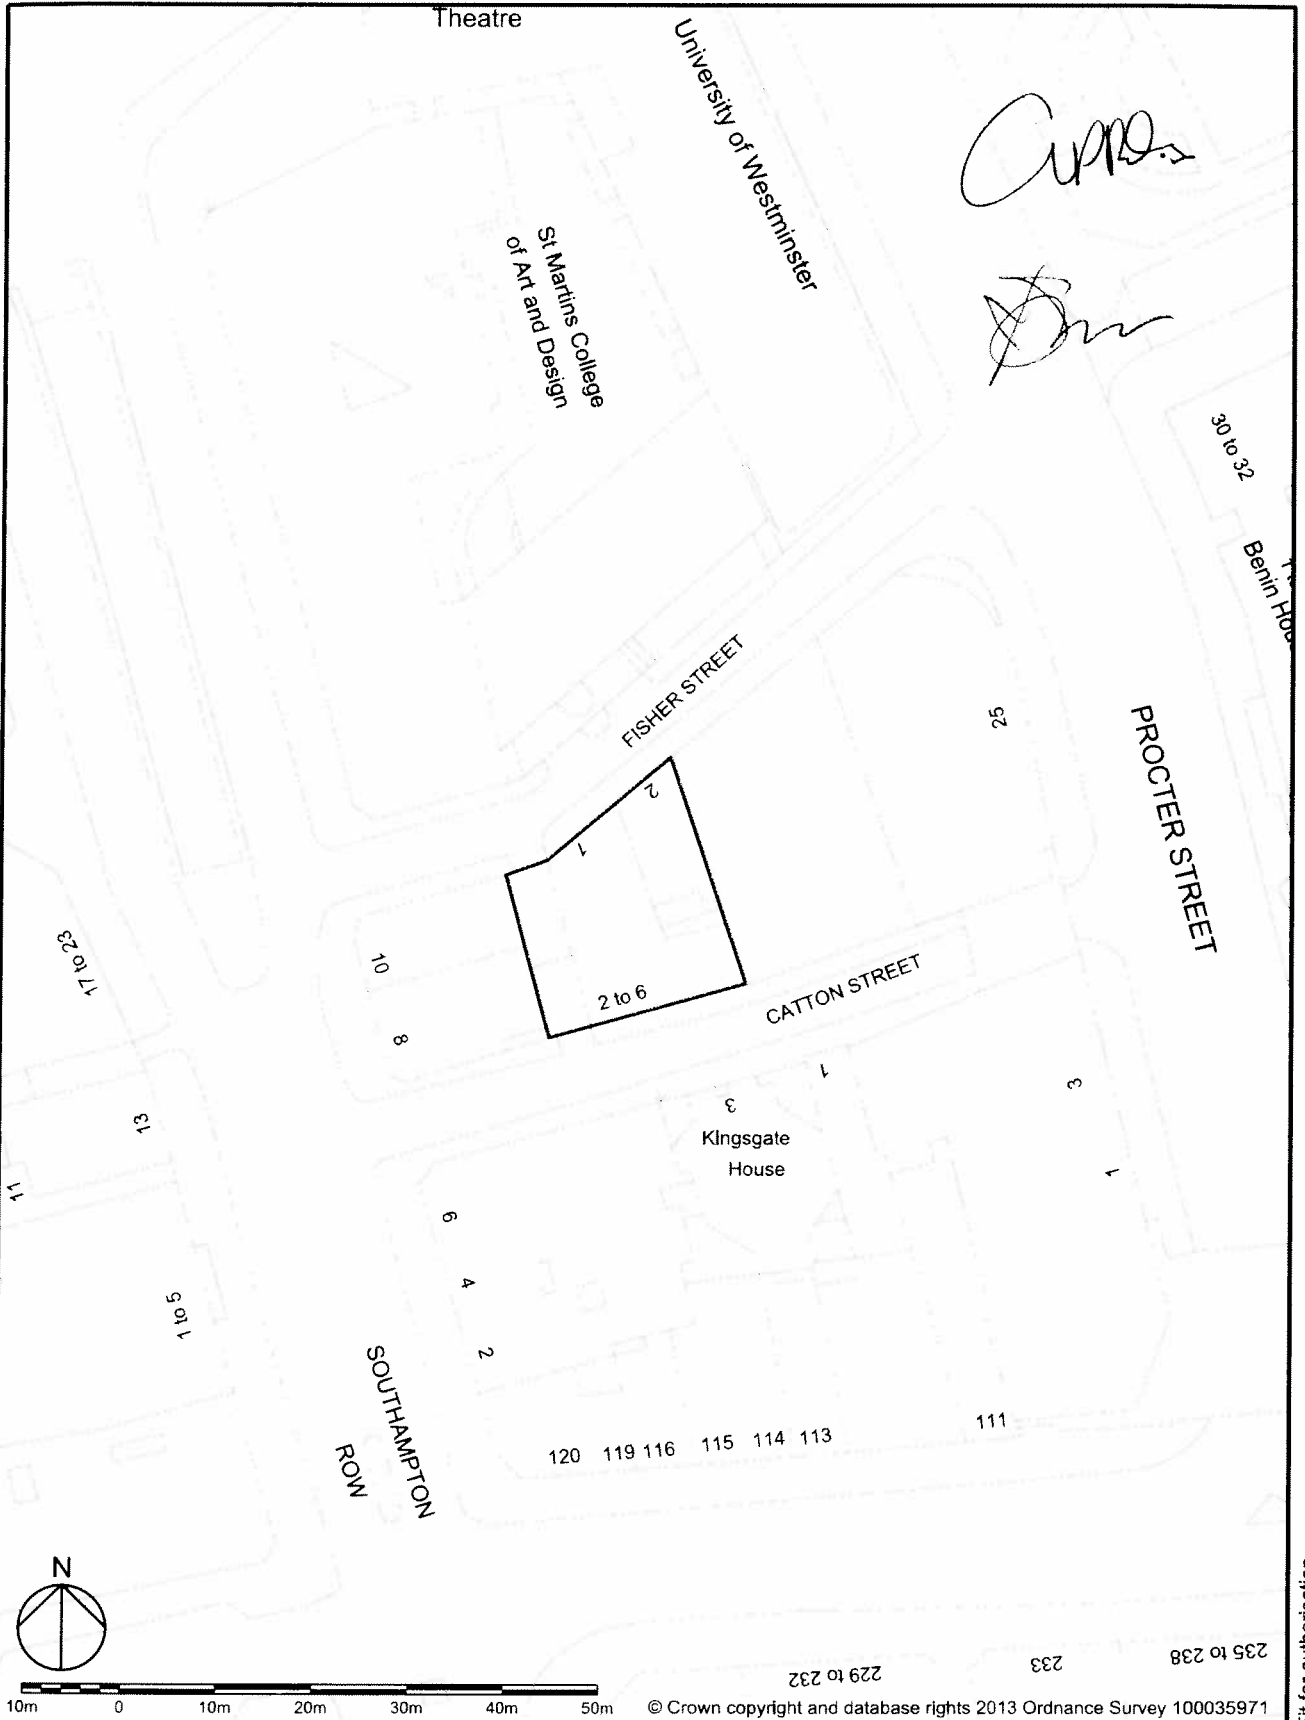 Theatre
University of Westminster
St Martins College
of Art and Design
30 to 32
Benin
FISHER STREET
25
PROCTER STREET
2
1
17 to 23
10
2 to 6
CATTON STREET
8
1
3
3
13
Kingsgate
House
1
11
6
4
1 to 5
2
SOUTHAMPTON
ROW
111
120 119 116 115 114 113
N
229 to 232
233
235 to 238
10m 0 10m 20m 30m 40m 50m
© Crown copyright and database rights 2013 Ordnance Survey 100035971